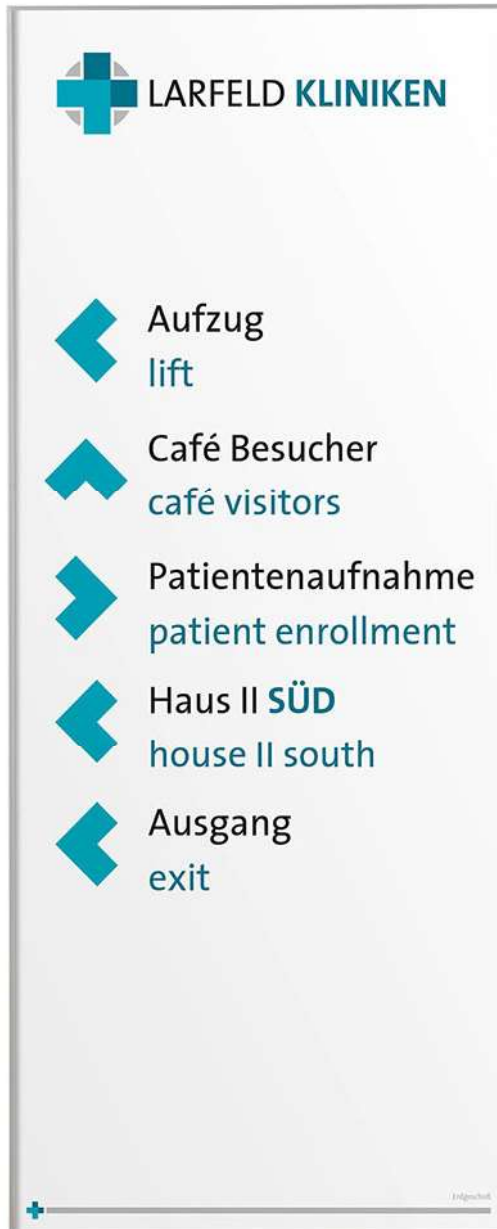 LARFELD KLINIKEN
Aufzug
lift
Café Besucher
café visitors
Patientenaufnahme
patient enrollment
Haus II SÜD
house II south
Ausgang
exit
Erdgeschoß